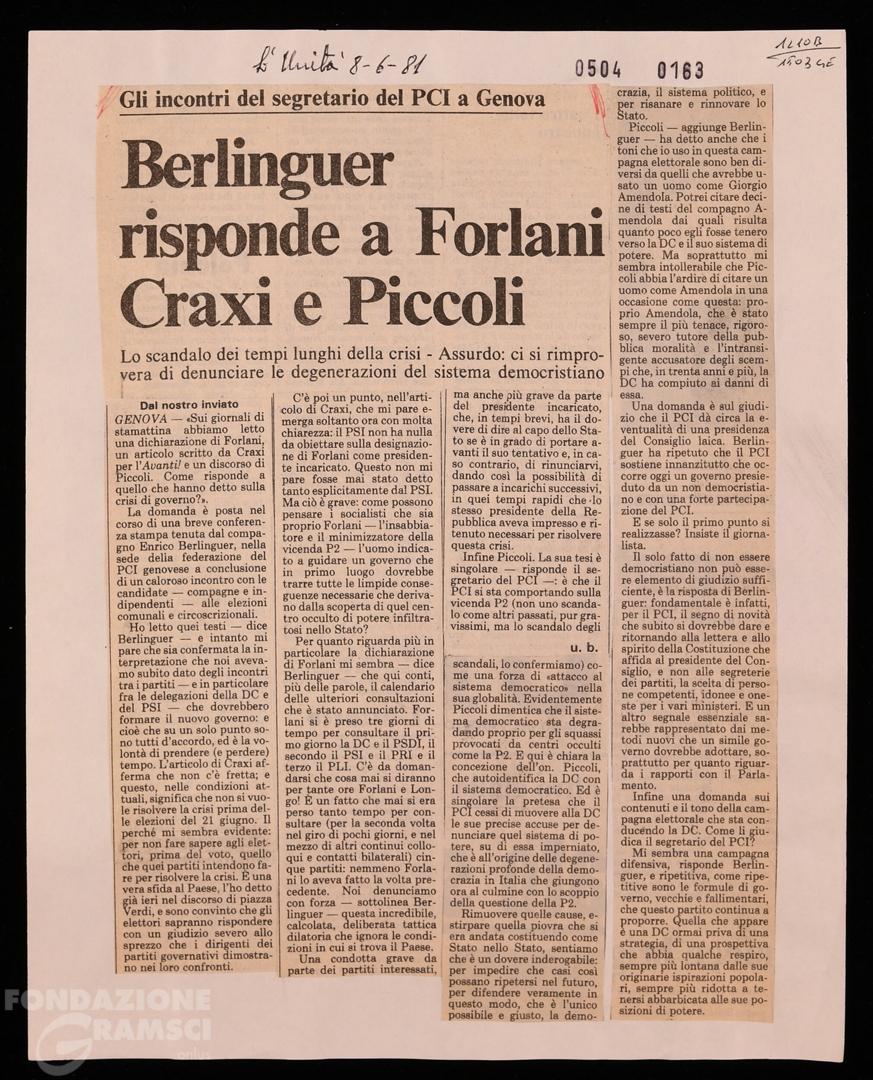 L'Unità 8-6-81
0504 0163
Gli incontri del segretario del PCI a Genova
Berlinguer
risponde a Forlani
Craxi e Piccoli
Lo scandalo dei tempi lunghi della crisi - Assurdo: ci si rimpro-
vera di denunciare le degenerazioni del sistema democristiano
Dal nostro inviato
GENOVA — «Sui giornali di
stamattina abbiamo letto
una dichiarazione di Forlani,
un articolo scritto da Craxi
per l'Avanti! e un discorso di
Piccoli. Come risponde a
quello che hanno detto sulla
crisi di governo?».
La domanda è posta nel
corso di una breve conferen-
za stampa tenuta dal compa-
gno Enrico Berlinguer, nella
sede della federazione del
PCI genovese a conclusione
di un caloroso incontro con le
candidate — compagne e in-
dipendenti — alle elezioni
comunali e circoscrizionali.
Ho letto quei testi — dice
Berlinguer — e intanto mi
pare che sia confermata la in-
terpretazione che noi aveva-
mo subito dato degli incontri
tra i partiti — e in particolare
fra le delegazioni della DC e
del PSI — che dovrebbero
formare il nuovo governo: e
cioè che su un solo punto so-
no tutti d'accordo, ed è la vo-
lontà di prendere (e perdere)
tempo. L'articolo di Craxi af-
ferma che non c'è fretta; e
questo, nelle condizioni at-
tuali, significa che non si vuo-
le risolvere la crisi prima del-
le elezioni del 21 giugno. Il
perché mi sembra evidente:
per non fare sapere agli elet-
tori, prima del voto, quello
che quei partiti intendono fa-
re per risolvere la crisi. È una
vera sfida al Paese, l'ho detto
già ieri nel discorso di piazza
Verdi, e sono convinto che gli
elettori sapranno rispondere
con un giudizio severo allo
sprezzo che i dirigenti dei
partiti governativi dimostra-
no nei loro confronti.
C'è poi un punto, nell'arti-
colo di Craxi, che mi pare e-
merga soltanto ora con molta
chiarezza: il PSI non ha nulla
da obiettare sulla designazio-
ne di Forlani come presiden-
te incaricato. Questo non mi
pare fosse mai stato detto
tanto esplicitamente dal PSI.
Ma ciò è grave: come possono
pensare i socialisti che sia
proprio Forlani — l'insabbia-
tore e il minimizzatore della
vicenda P2 — l'uomo indica-
to a guidare un governo che
in primo luogo dovrebbe
trarre tutte le limpide conse-
guenze necessarie che deriva-
no dalla scoperta di quel cen-
tro occulto di potere infiltra-
tosi nello Stato?
Per quanto riguarda più in
particolare la dichiarazione
di Forlani mi sembra — dice
Berlinguer — che qui conti,
più delle parole, il calendario
delle ulteriori consultazioni
che è stato annunciato. For-
lani si è preso tre giorni di
tempo per consultare il pri-
mo giorno la DC e il PSDI, il
secondo il PSI e il PRI e il
terzo il PLI. C'è da doman-
darsi che cosa mai si diranno
per tante ore Forlani e Lon-
go! È un fatto che mai si era
perso tanto tempo per con-
sultare (per la seconda volta
nel giro di pochi giorni, e nel
mezzo di altri continui collo-
qui e contatti bilaterali) cin-
que partiti: nemmeno Forla-
ni lo aveva fatto la volta pre-
cedente. Noi denunciamo
con forza — sottolinea Ber-
linguer — questa incredibile,
calcolata, deliberata tattica
dilatoria che ignora le condi-
zioni in cui si trova il Paese.
Una condotta grave da
parte dei partiti interessati,
ma anche più grave da parte
del presidente incaricato,
che, in tempi brevi, ha il do-
vere di dire al capo dello Sta-
to se è in grado di portare a-
vanti il suo tentativo e, in ca-
so contrario, di rinunciarvi,
dando così la possibilità di
passare a incarichi successivi,
in quei tempi rapidi che lo
stesso presidente della Re-
pubblica aveva impresso e ri-
tenuto necessari per risolvere
questa crisi.
Infine Piccoli. La sua tesi è
singolare — risponde il se-
gretario del PCI —: è che il
PCI si sta comportando sulla
vicenda P2 (non uno scanda-
lo come altri passati, pur gra-
vissimi, ma lo scandalo degli
u. b.
scandali, lo confermiamo) co-
me una forza di «attacco al
sistema democratico» nella
sua globalità. Evidentemente
Piccoli dimentica che il siste-
ma democratico sta degra-
dando proprio per gli squassi
provocati da centri occulti
come la P2. E qui è chiara la
concezione dell'on. Piccoli,
che autoidentifica la DC con
il sistema democratico. Ed è
singolare la pretesa che il
PCI cessi di muovere alla DC
le sue precise accuse per de-
nunciare quel sistema di po-
tere, su di essa imperniato,
che è all'origine delle degene-
razioni profonde della demo-
crazia in Italia che giungono
ora al culmine con lo scoppio
della questione della P2.
Rimuovere quelle cause, e-
stirpare quella piovra che si
era andata costituendo come
Stato nello Stato, sentiamo
che è un dovere inderogabile:
per impedire che casi così
possano ripetersi nel futuro,
per difendere veramente in
questo modo, che è l'unico
possibile e giusto, la demo-
crazia, il sistema politico, e
per risanare e rinnovare lo
Stato.
Piccoli — aggiunge Berlin-
guer — ha detto anche che i
toni che io uso in questa cam-
pagna elettorale sono ben di-
versi da quelli che avrebbe u-
sato un uomo come Giorgio
Amendola. Potrei citare deci-
ne di testi del compagno A-
mendola dai quali risulta
quanto poco egli fosse tenero
verso la DC e il suo sistema di
potere. Ma soprattutto mi
sembra intollerabile che Pic-
coli abbia l'ardire di citare un
uomo come Amendola in una
occasione come questa: pro-
prio Amendola, che è stato
sempre il più tenace, rigoro-
so, severo tutore della pub-
blica moralità e l'intransi-
gente accusatore degli scem-
pi che, in trenta anni e più, la
DC ha compiuto ai danni di
essa.
Una domanda è sul giudi-
zio che il PCI dà circa la e-
ventualità di una presidenza
del Consiglio laica. Berlin-
guer ha ripetuto che il PCI
sostiene innanzitutto che oc-
corre oggi un governo presie-
duto da un non democristia-
no e con una forte partecipa-
zione del PCI.
E se solo il primo punto si
realizzasse? Insiste il giorna-
lista.
Il solo fatto di non essere
democristiano non può esse-
re elemento di giudizio suffi-
ciente, è la risposta di Berlin-
guer: fondamentale è infatti,
per il PCI, il segno di novità
che subito si dovrebbe dare e
ritornando alla lettera e allo
spirito della Costituzione che
affida al presidente del Con-
siglio, e non alle segreterie
dei partiti, la scelta di perso-
ne competenti, idonee e one-
ste per i vari ministeri. E un
altro segnale essenziale sa-
rebbe rappresentato dai me-
todi nuovi che un simile go-
verno dovrebbe adottare, so-
prattutto per quanto riguar-
da i rapporti con il Parla-
mento.
Infine una domanda sui
contenuti e il tono della cam-
pagna elettorale che sta con-
ducendo la DC. Come li giu-
dica il segretario del PCI?
Mi sembra una campagna
difensiva, risponde Berlin-
guer, e ripetitiva, come ripe-
titive sono le formule di go-
verno, vecchie e fallimentari,
che questo partito continua a
proporre. Quella che appare
è una DC ormai priva di una
strategia, di una prospettiva
che abbia qualche respiro,
sempre più lontana dalle sue
originarie ispirazioni popola-
ri, sempre più ridotta a te-
nersi abbarbicata alle sue po-
sizioni di potere.
FONDAZIONE
GRAMSCI
onlus